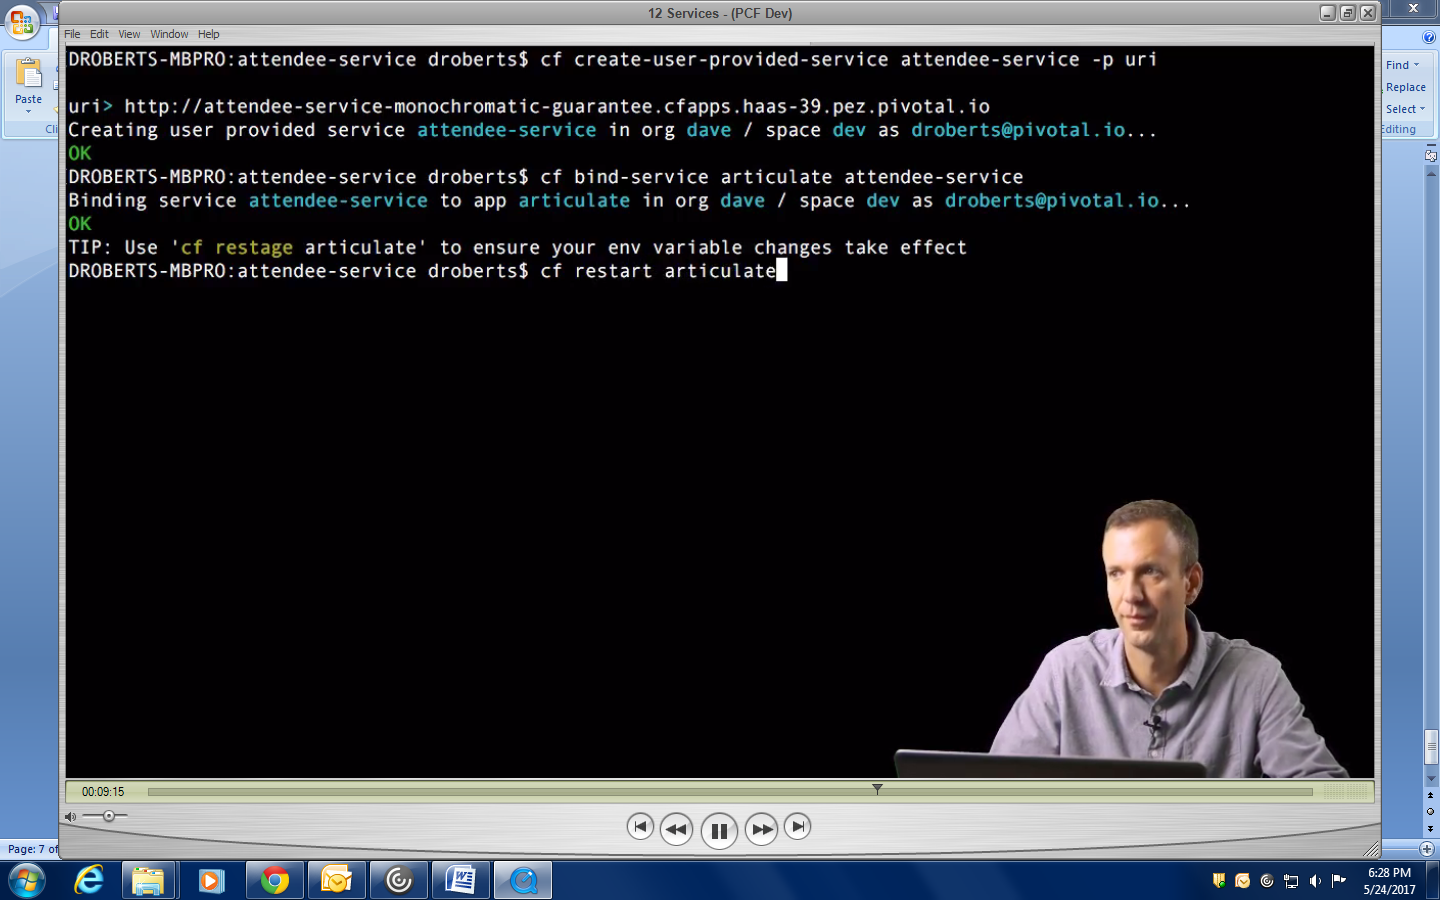 12 Services - (PCF Dev)
File Edit View Window Help
DROBERTS-MBPRO:attendee-service droberts$ cf create-user-provided-service attendee-service -p uri
uri> http://attendee-service-monochromatic-guarantee.cfapps.haas-39.pez.pivotal.io
Creating user provided service attendee-service in org dave / space dev as droberts@pivotal.io...
OK
DROBERTS-MBPRO:attendee-service droberts$ cf bind-service articulate attendee-service
Binding service attendee-service to app articulate in org dave / space dev as droberts@pivotal.io...
OK
TIP: Use 'cf restage articulate' to ensure your env variable changes take effect
DROBERTS-MBPRO:attendee-service droberts$ cf restart articulate
Paste
Find
Replace
Select
Editing
00:09:15
Page: 7 of
6:28 PM
5/24/2017